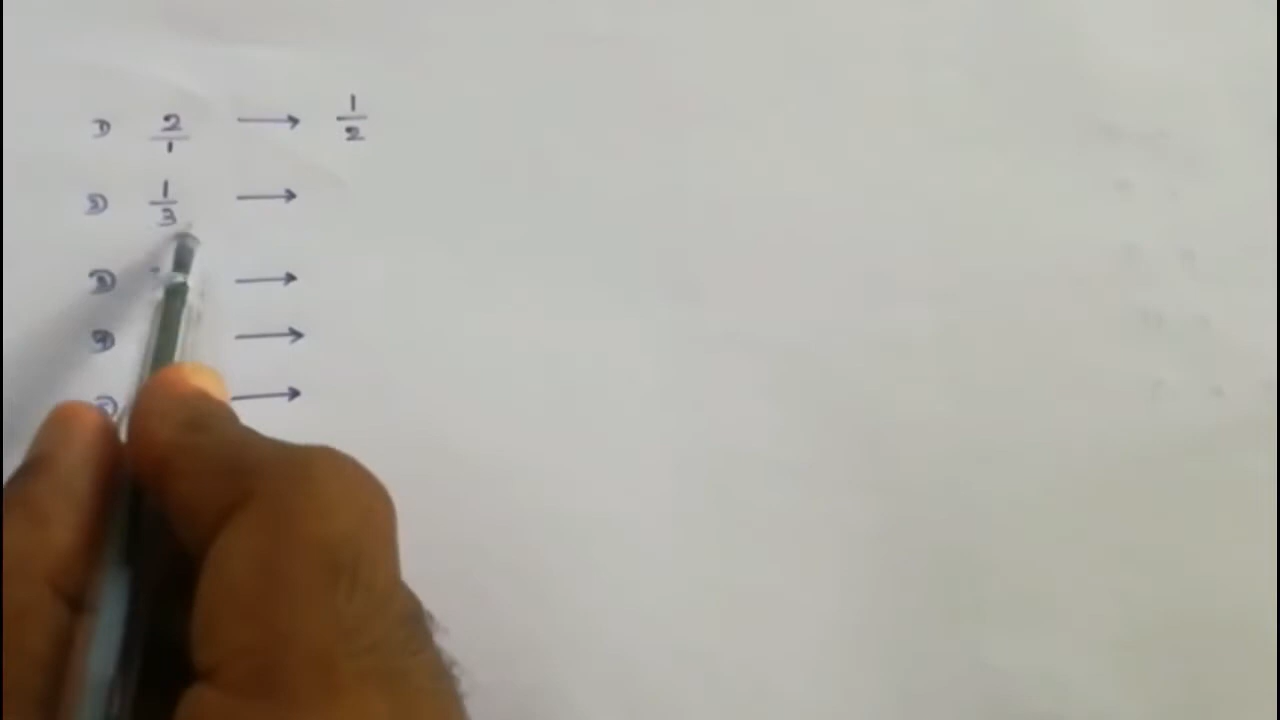 1) 2/1 → 1/2
2) 1/3 →
3) →
4) →
5) →